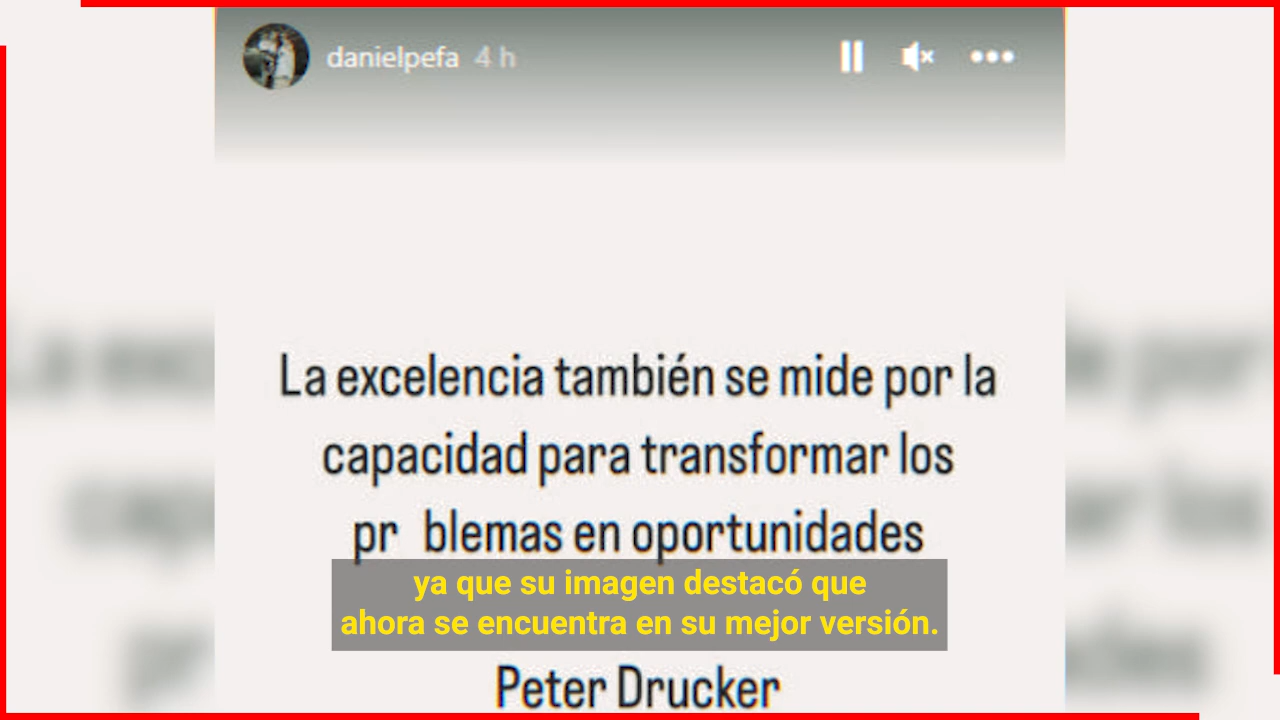 danielpefa 4 h
La excelencia también se mide por la
capacidad para transformar los
pr blemas en oportunidades
ya que su imagen destacó que
ahora se encuentra en su mejor versión.
Peter Drucker